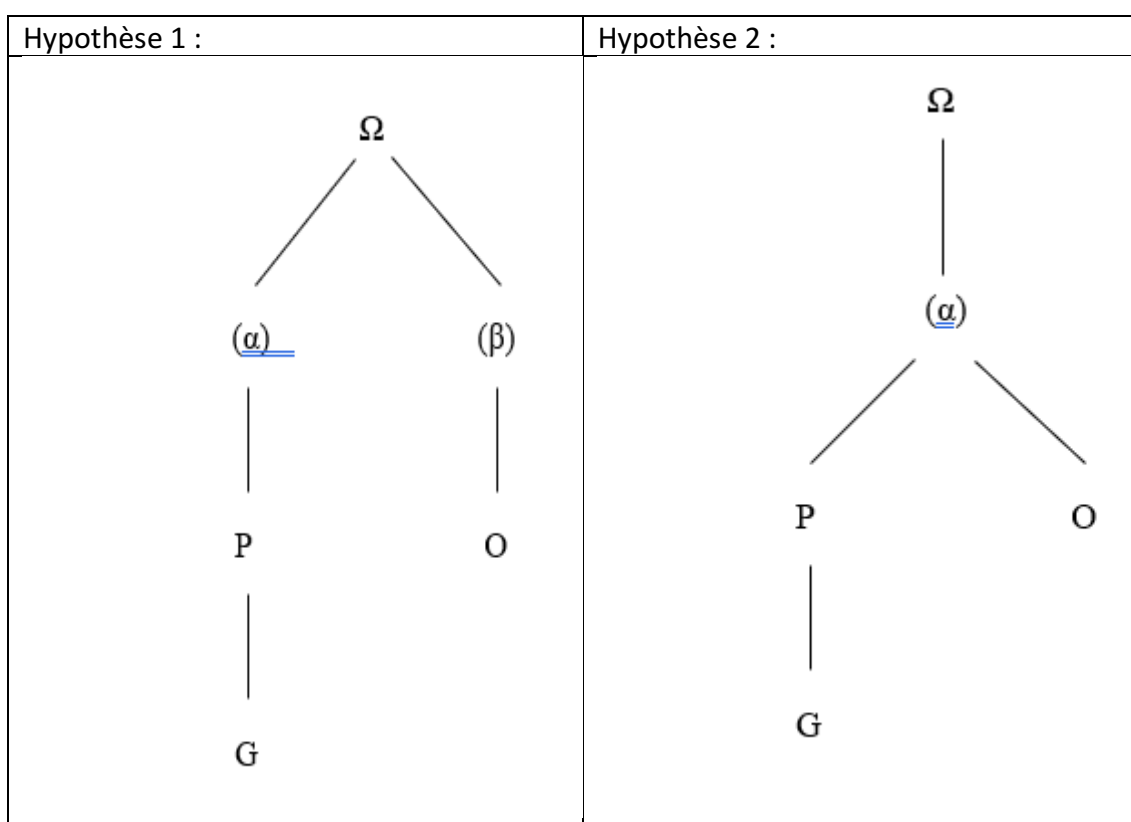 Hypothèse 1 :
Ω
(α)
(β)
P
O
G
Hypothèse 2 :
Ω
(α)
P
O
G